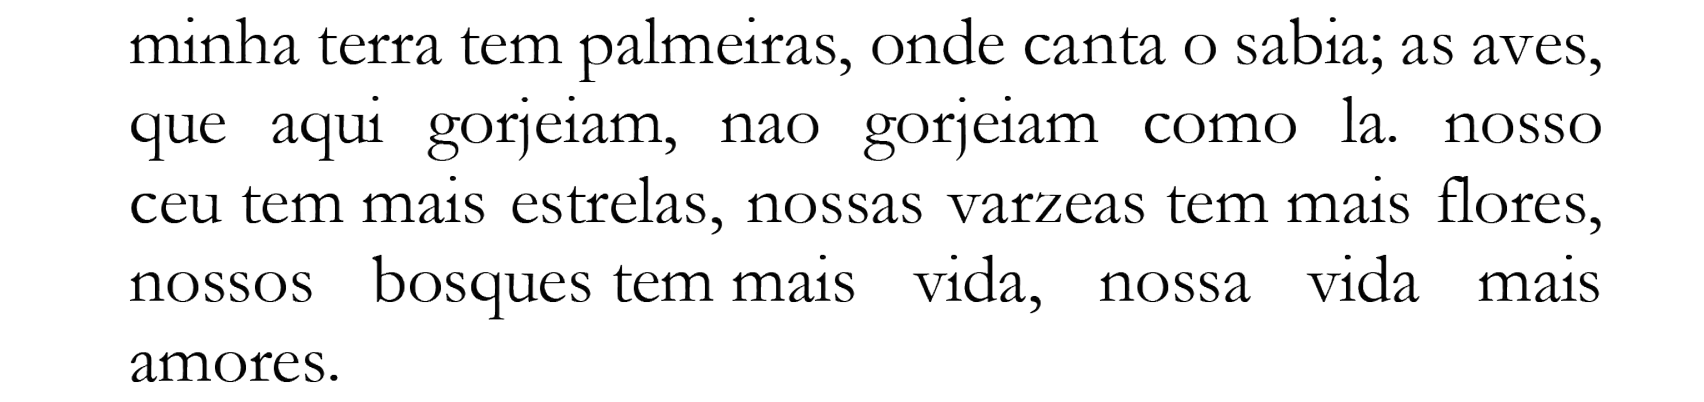 minha terra tem palmeiras, onde canta o sabia; as aves,
que aqui gorjeiam, nao gorjeiam como la. nosso
ceu tem mais estrelas, nossas varzeas tem mais flores,
nossos bosques tem mais vida, nossa vida mais
amores.